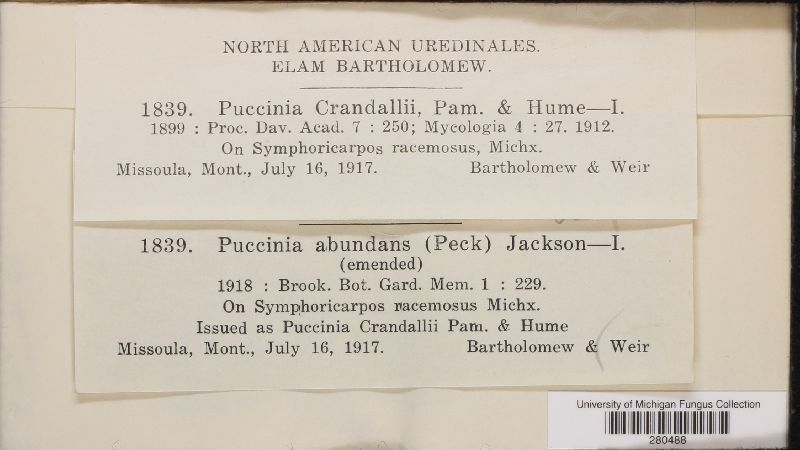 NORTH AMERICAN UREDINALES.
ELAM BARTHOLOMEW.
1839. Puccinia Crandallii, Pam. & Hume—I.
1899 : Proc. Dav. Acad. 7 : 250; Mycologia 4 : 27. 1912.
On Symphoricarpos racemosus, Michx.
Missoula, Mont., July 16, 1917. Bartholomew & Weir
1839. Puccinia abundans (Peck) Jackson—I.
(emended)
1918 : Brook. Bot. Gard. Mem. 1 : 229.
On Symphoricarpos racemosus Michx.
Issued as Puccinia Crandallii Pam. & Hume
Missoula, Mont., July 16, 1917. Bartholomew & Weir
University of Michigan Fungus Collection
280488